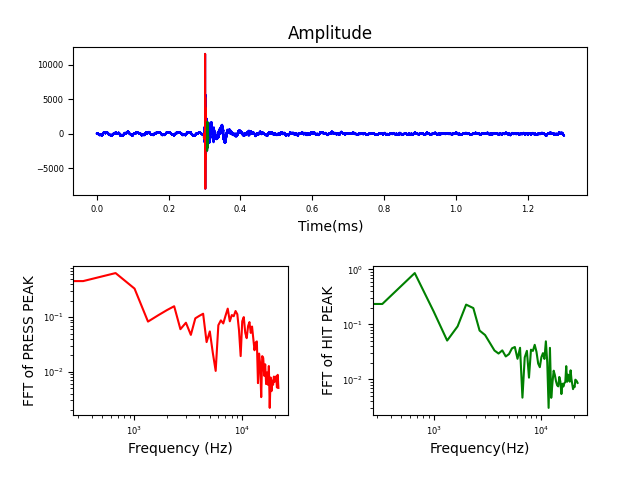 Amplitude
10000
5000
0
−5000
0.0 0.2 0.4 0.6 0.8 1.0 1.2
Time(ms)
FFT of PRESS PEAK
10⁻¹
10⁻²
10³ 10⁴
Frequency (Hz)
FFT of HIT PEAK
10⁰
10⁻¹
10⁻²
10³ 10⁴
Frequency(Hz)